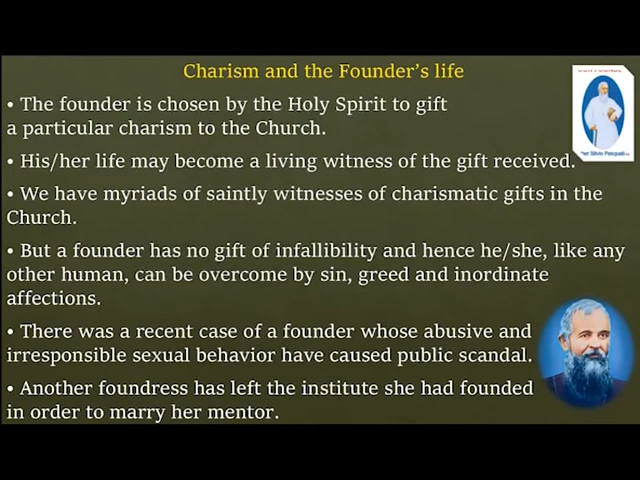 Charism and the Founder's life
• The founder is chosen by the Holy Spirit to gift
a particular charism to the Church.
• His/her life may become a living witness of the gift received.
• We have myriads of saintly witnesses of charismatic gifts in the
Church.
• But a founder has no gift of infallibility and hence he/she, like any
other human, can be overcome by sin, greed and inordinate
affections.
• There was a recent case of a founder whose abusive and
irresponsible sexual behavior have caused public scandal.
• Another foundress has left the institute she had founded
in order to marry her mentor.
Silvio Pasquali